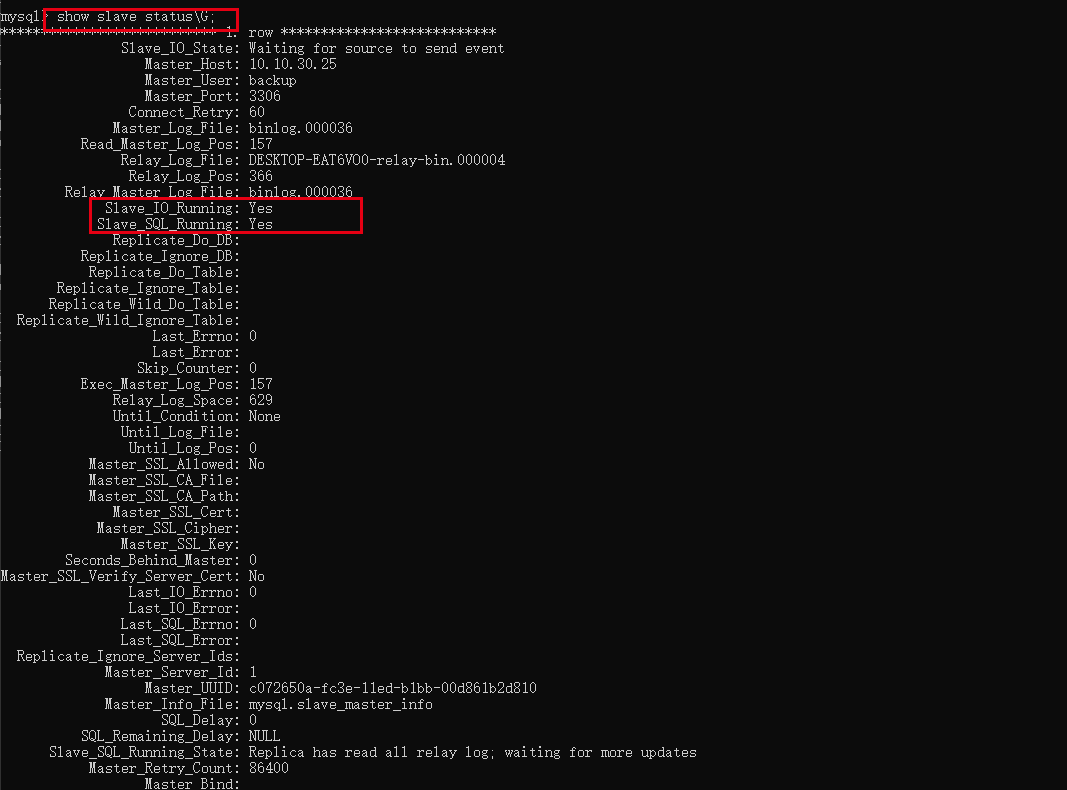 mysql> show slave status\G;
*************************** 1. row ***************************
Slave_IO_State: Waiting for source to send event
Master_Host: 10.10.30.25
Master_User: backup
Master_Port: 3306
Connect_Retry: 60
Master_Log_File: binlog.000036
Read_Master_Log_Pos: 157
Relay_Log_File: DESKTOP-EAT6VO0-relay-bin.000004
Relay_Log_Pos: 366
Relay_Master_Log_File: binlog.000036
Slave_IO_Running: Yes
Slave_SQL_Running: Yes
Replicate_Do_DB:
Replicate_Ignore_DB:
Replicate_Do_Table:
Replicate_Ignore_Table:
Replicate_Wild_Do_Table:
Replicate_Wild_Ignore_Table:
Last_Errno: 0
Last_Error:
Skip_Counter: 0
Exec_Master_Log_Pos: 157
Relay_Log_Space: 629
Until_Condition: None
Until_Log_File:
Until_Log_Pos: 0
Master_SSL_Allowed: No
Master_SSL_CA_File:
Master_SSL_CA_Path:
Master_SSL_Cert:
Master_SSL_Cipher:
Master_SSL_Key:
Seconds_Behind_Master: 0
Master_SSL_Verify_Server_Cert: No
Last_IO_Errno: 0
Last_IO_Error:
Last_SQL_Errno: 0
Last_SQL_Error:
Replicate_Ignore_Server_Ids:
Master_Server_Id: 1
Master_UUID: c072650a-fc3e-11ed-b1bb-00d861b2d810
Master_Info_File: mysql.slave_master_info
SQL_Delay: 0
SQL_Remaining_Delay: NULL
Slave_SQL_Running_State: Replica has read all relay log; waiting for more updates
Master_Retry_Count: 86400
Master_Bind: